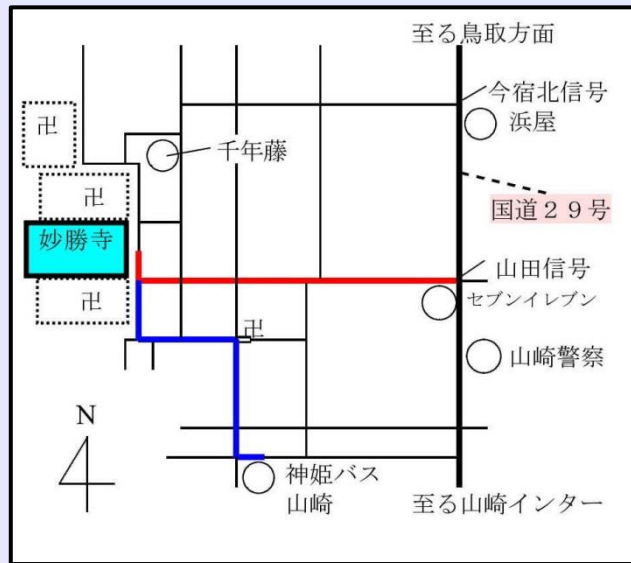 至る鳥取方面
今宿北信号
浜屋
卍
千年藤
卍
国道２９号
妙勝寺
山田信号
卍
セブンイレブン
卍
山崎警察
N
神姫バス
山崎
至る山崎インター